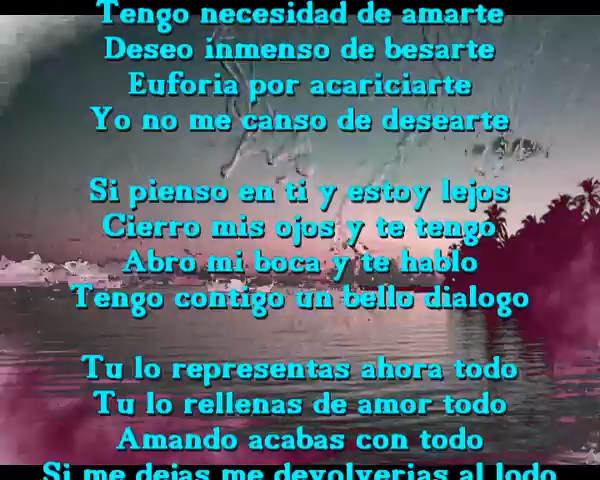 Tengo necesidad de amarte
Deseo inmenso de besarte
Euforia por acariciarte
Yo no me canso de desearte
Si pienso en ti y estoy lejos
Cierro mis ojos y te tengo
Abro mi boca y te hablo
Tengo contigo un bello dialogo
Tu lo representas ahora todo
Tu lo rellenas de amor todo
Amando acabas con todo
Si me dejas me devolverias al lodo